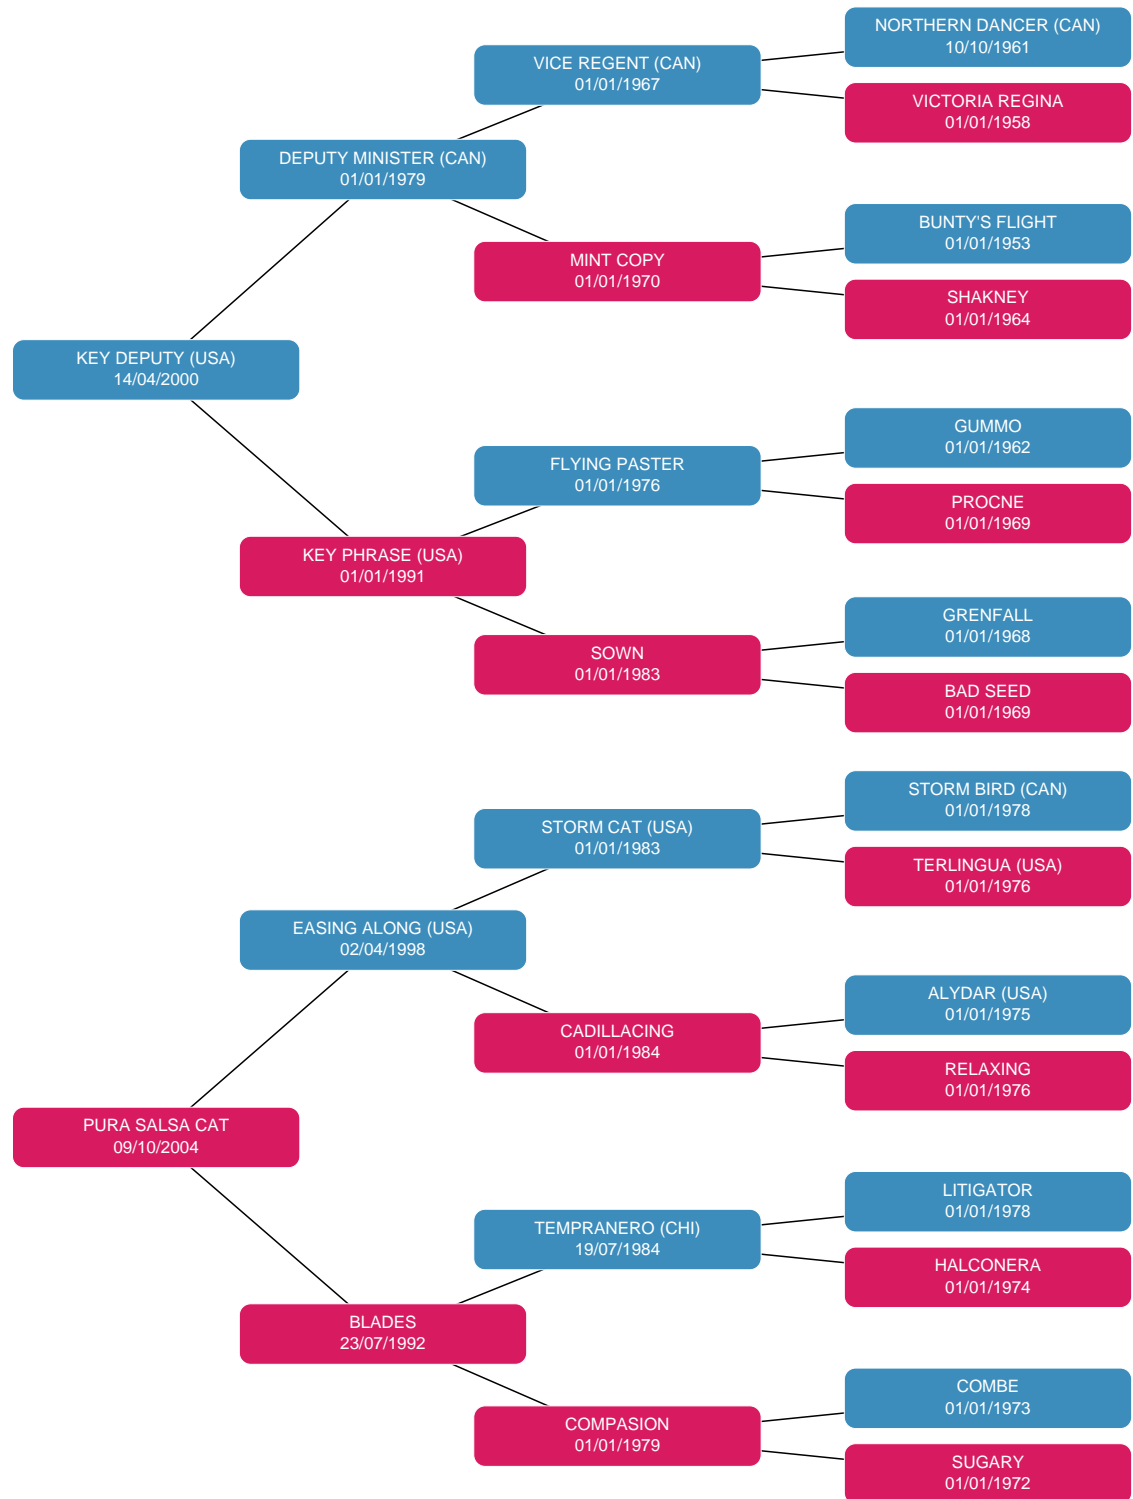 NORTHERN DANCER (CAN)
10/10/1961
VICE REGENT (CAN)
01/01/1967
VICTORIA REGINA
01/01/1958
DEPUTY MINISTER (CAN)
01/01/1979
BUNTY'S FLIGHT
01/01/1953
MINT COPY
01/01/1970
SHAKNEY
01/01/1964
KEY DEPUTY (USA)
14/04/2000
GUMMO
01/01/1962
FLYING PASTER
01/01/1976
PROCNE
01/01/1969
KEY PHRASE (USA)
01/01/1991
GRENFALL
01/01/1968
SOWN
01/01/1983
BAD SEED
01/01/1969
STORM BIRD (CAN)
01/01/1978
STORM CAT (USA)
01/01/1983
TERLINGUA (USA)
01/01/1976
EASING ALONG (USA)
02/04/1998
ALYDAR (USA)
01/01/1975
CADILLACING
01/01/1984
RELAXING
01/01/1976
PURA SALSA CAT
09/10/2004
LITIGATOR
01/01/1978
TEMPRANERO (CHI)
19/07/1984
HALCONERA
01/01/1974
BLADES
23/07/1992
COMBE
01/01/1973
COMPASION
01/01/1979
SUGARY
01/01/1972